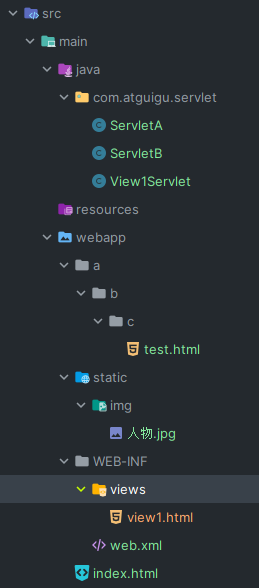 src
main
java
com.atguigu.servlet
ServletA
ServletB
View1Servlet
resources
webapp
a
b
c
test.html
static
img
人物.jpg
WEB-INF
views
view1.html
web.xml
index.html